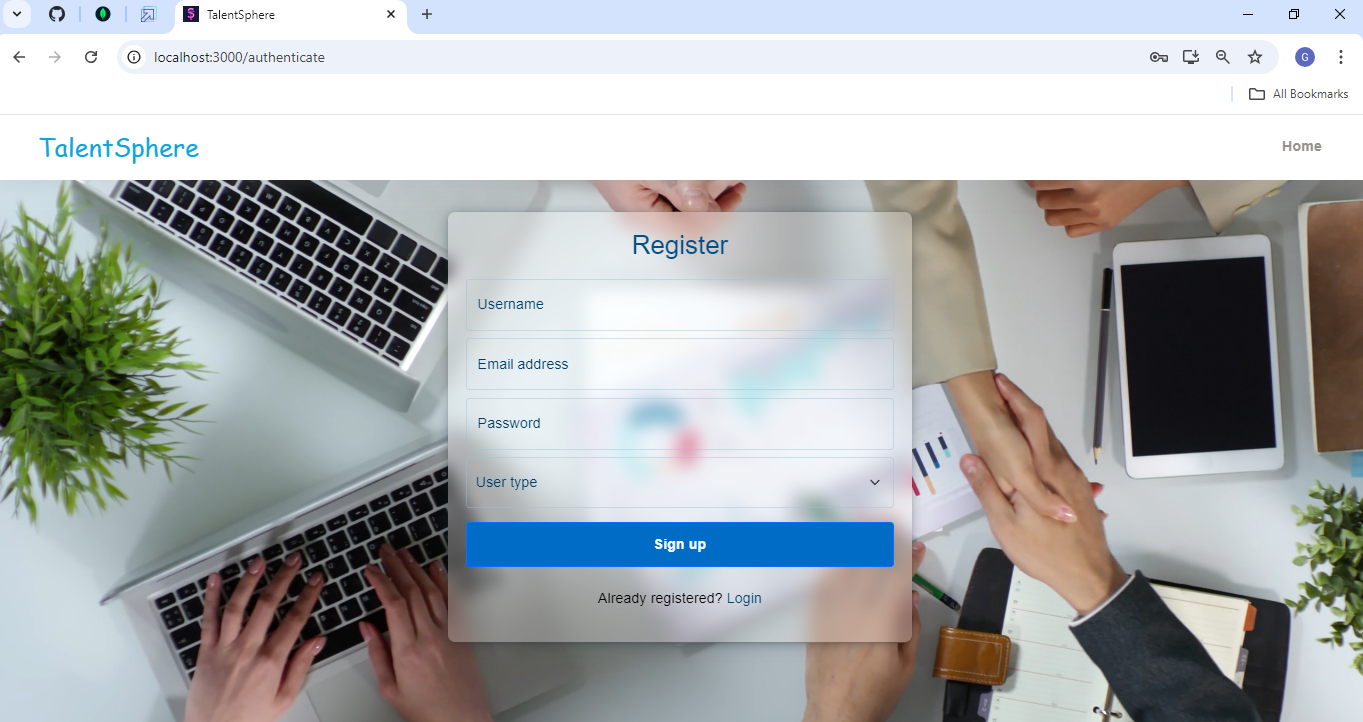 TalentSphere
localhost:3000/authenticate
G
All Bookmarks
TalentSphere
Home
Register
Username
Email address
Password
User type
Sign up
Already registered? Login